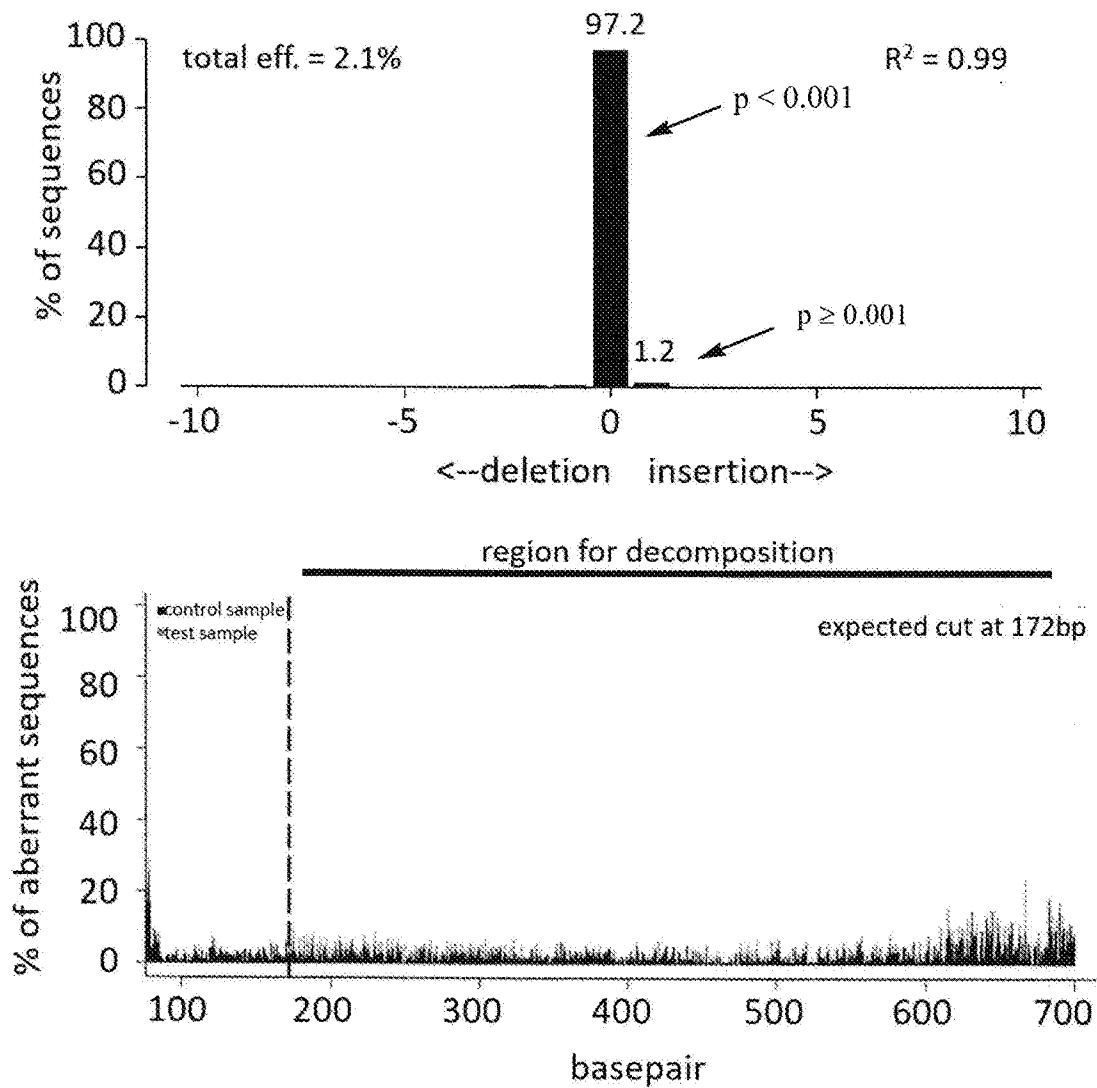 97.2
100
total eff. = 2.1%
R² = 0.99
p < 0.001
80
60
40
20
0
% of sequences
p ≥ 0.001
1.2
-10 -5 0 5 10
<--deletion insertion-->
region for decomposition
100
80
60
40
20
0
% of aberrant sequences
control sample
test sample
expected cut at 172bp
100 200 300 400 500 600 700
basepair